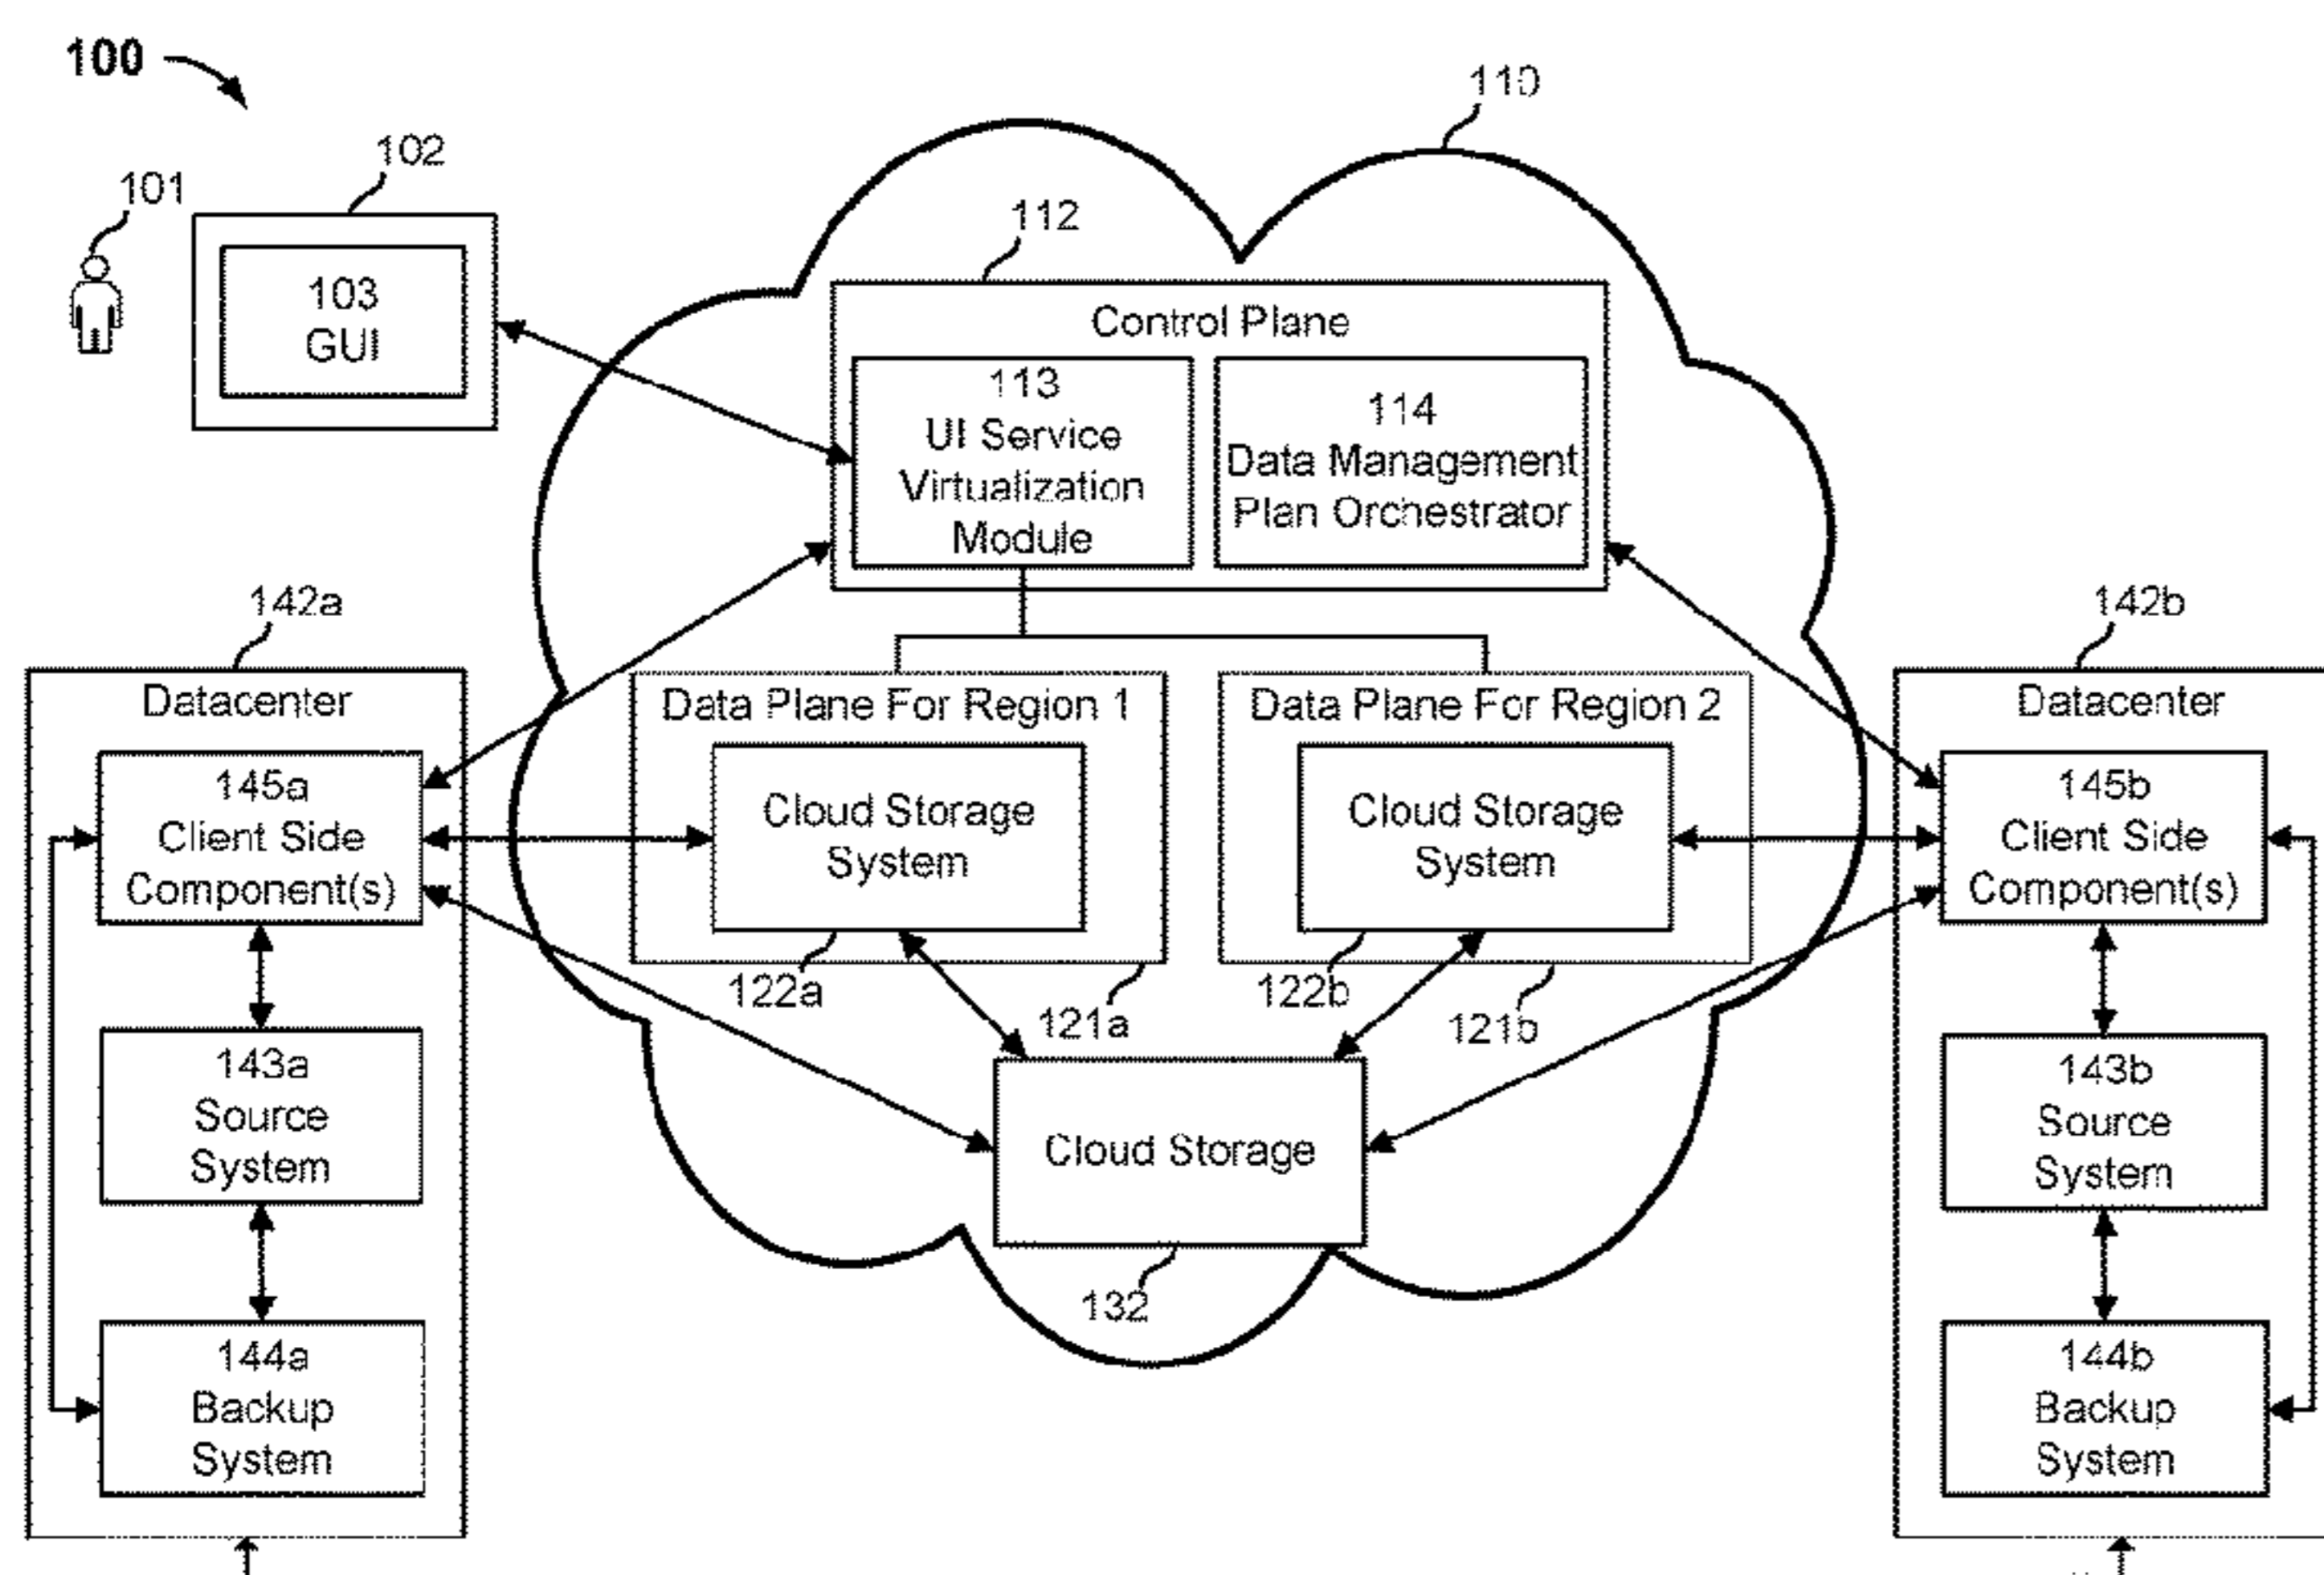 100
110
102
101
112
103
GUI
Control Plane
113
UI Service
Virtualization
Module
114
Data Management
Plan Orchestrator
142a
142b
Datacenter
Data Plane For Region 1
Data Plane For Region 2
Datacenter
145a
Client Side
Component(s)
Cloud Storage
System
Cloud Storage
System
145b
Client Side
Component(s)
122a
121a
122b
121b
143a
Source
System
Cloud Storage
143b
Source
System
132
144a
Backup
System
144b
Backup
System